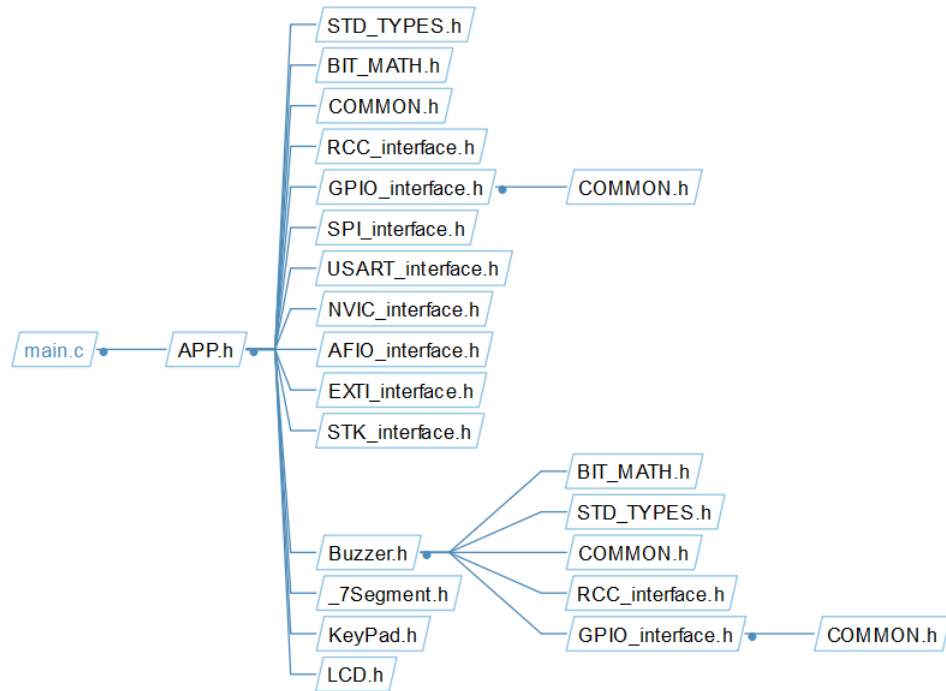 STD_TYPES.h
BIT_MATH.h
COMMON.h
RCC_interface.h
GPIO_interface.h COMMON.h
SPI_interface.h
USART_interface.h
NVIC_interface.h
main.c APP.h AFIO_interface.h
EXTI_interface.h
STK_interface.h
BIT_MATH.h
STD_TYPES.h
Buzzer.h COMMON.h
_7Segment.h RCC_interface.h
KeyPad.h GPIO_interface.h COMMON.h
LCD.h